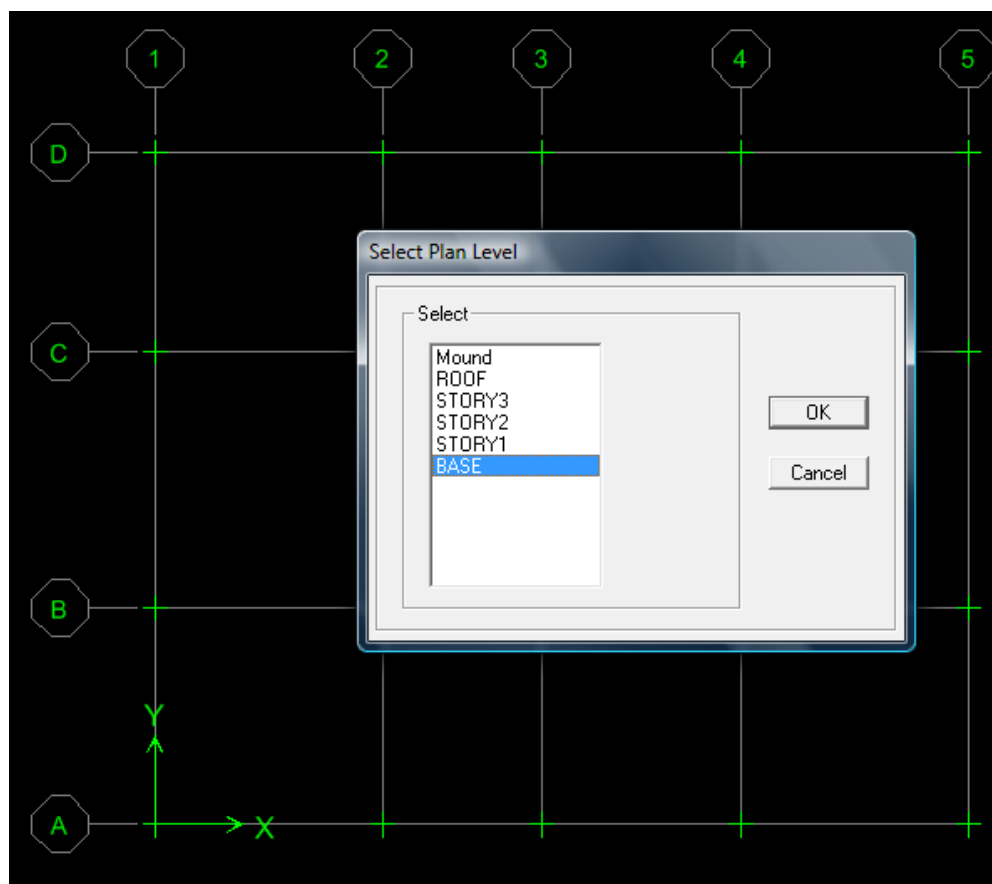 1 2 3 4 5
D
Select Plan Level
Select
Mound
ROOF
STORY3
STORY2
STORY1
BASE
OK
Cancel
C
B
Y
X
A